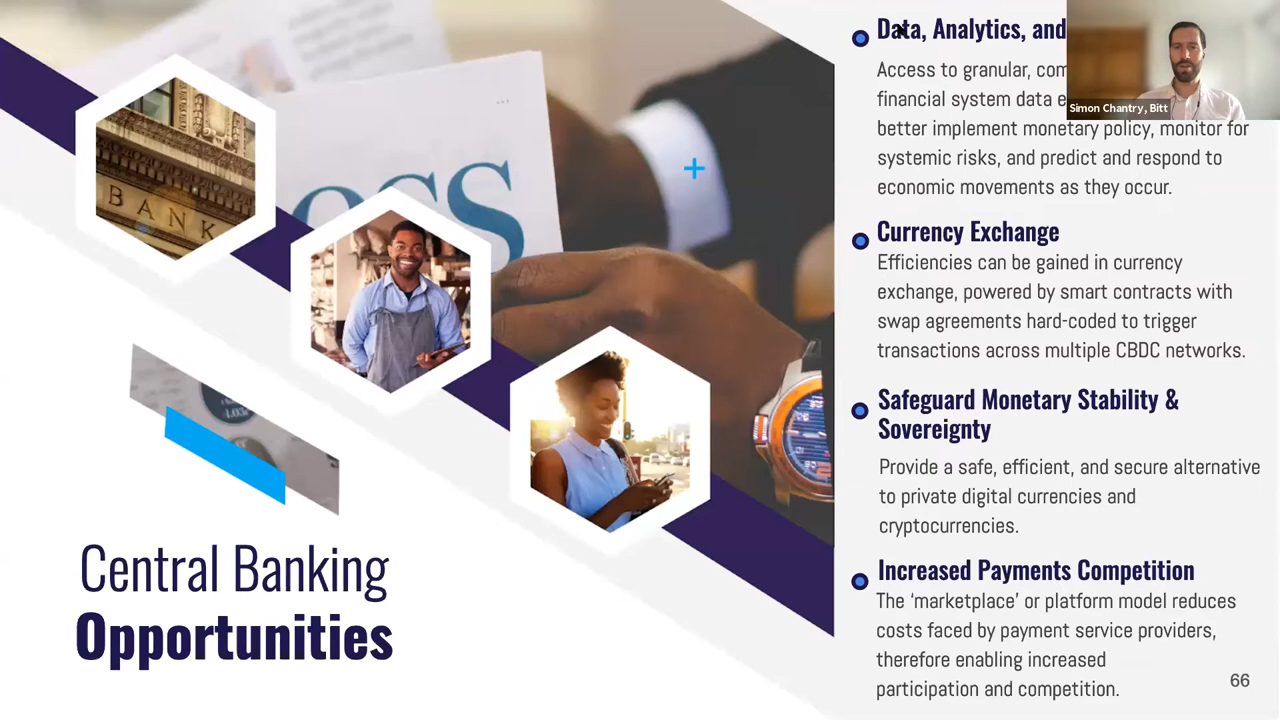 Data, Analytics, and
Access to granular, com
financial system data e
better implement monetary policy, monitor for
systemic risks, and predict and respond to
economic movements as they occur.
Simon Chantry, Bitt
Currency Exchange
Efficiencies can be gained in currency
exchange, powered by smart contracts with
swap agreements hard-coded to trigger
transactions across multiple CBDC networks.
Safeguard Monetary Stability &
Sovereignty
Provide a safe, efficient, and secure alternative
to private digital currencies and
cryptocurrencies.
Increased Payments Competition
The ‘marketplace’ or platform model reduces
costs faced by payment service providers,
therefore enabling increased
participation and competition.
66
BANK
Central Banking
Opportunities